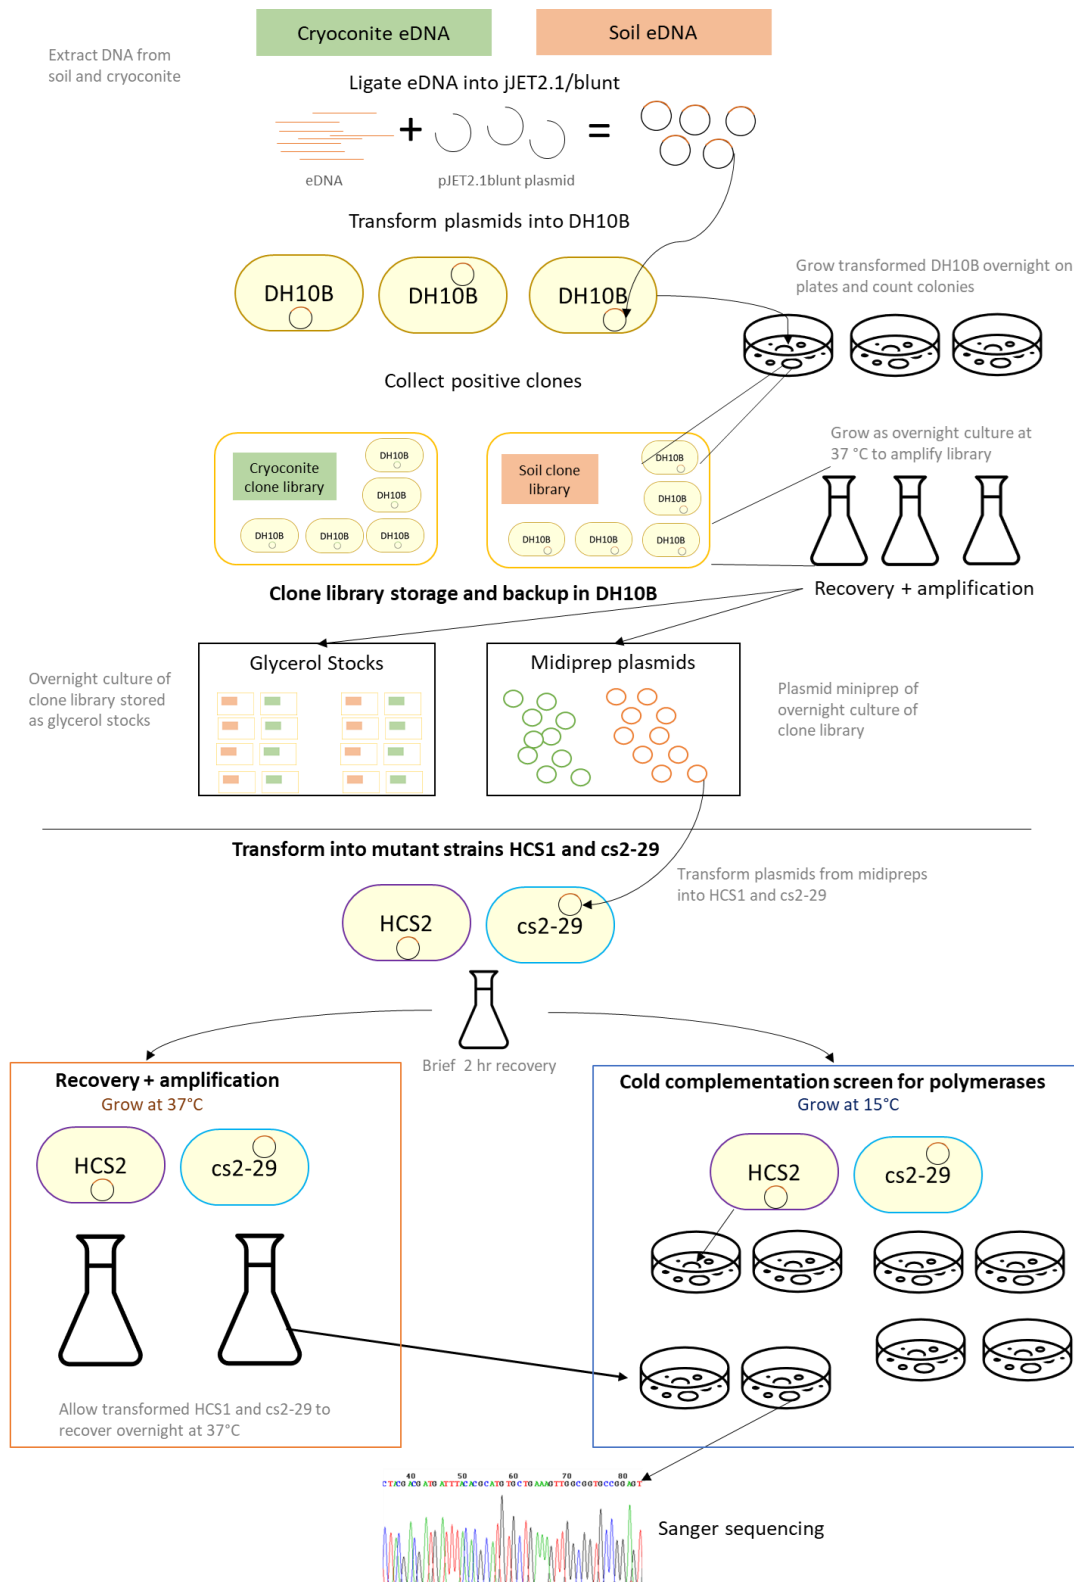 Cryoconite eDNA
Soil eDNA
Extract DNA from
soil and cryoconite
Ligate eDNA into jJET2.1/blunt
+
=
eDNA
pJET2.1blunt plasmid
Transform plasmids into DH10B
Grow transformed DH10B overnight on
plates and count colonies
DH10B
DH10B
DH10B
Collect positive clones
Grow as overnight culture at
37 °C to amplify library
Cryoconite
clone library
DH10B
DH10B
DH10B
DH10B
DH10B
Soil clone
library
DH10B
DH10B
DH10B
DH10B
DH10B
Clone library storage and backup in DH10B
Recovery + amplification
Glycerol Stocks
Midiprep plasmids
Overnight culture of
clone library stored
as glycerol stocks
Plasmid miniprep of
overnight culture of
clone library
Transform into mutant strains HCS1 and cs2-29
Transform plasmids from midipreps
into HCS1 and cs2-29
HCS2
cs2-29
Brief 2 hr recovery
Recovery + amplification
Grow at 37°C
HCS2
cs2-29
Allow transformed HCS1 and cs2-29 to
recover overnight at 37°C
Cold complementation screen for polymerases
Grow at 15°C
HCS2
cs2-29
40 50 60 70 80
CTACGACGATGATTTACACGCATGTGCTGAAAGTTGGCGGTGCCGGAGT
Sanger sequencing